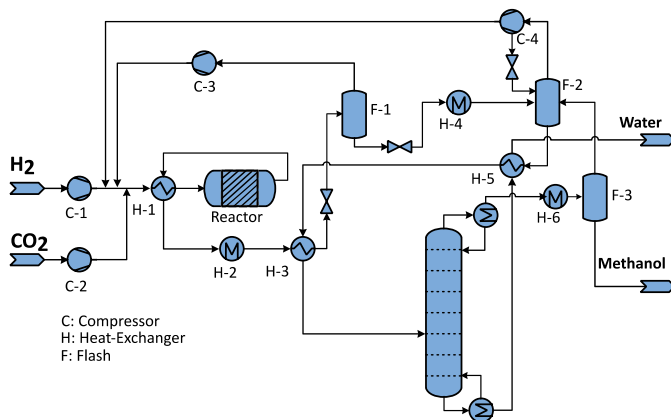 C-4
C-3
F-2
F-1
H-4
Water
H2
H-5
C-1
H-1
Reactor
F-3
H-6
CO2
H-2
H-3
Methanol
C-2
C: Compressor
H: Heat-Exchanger
F: Flash